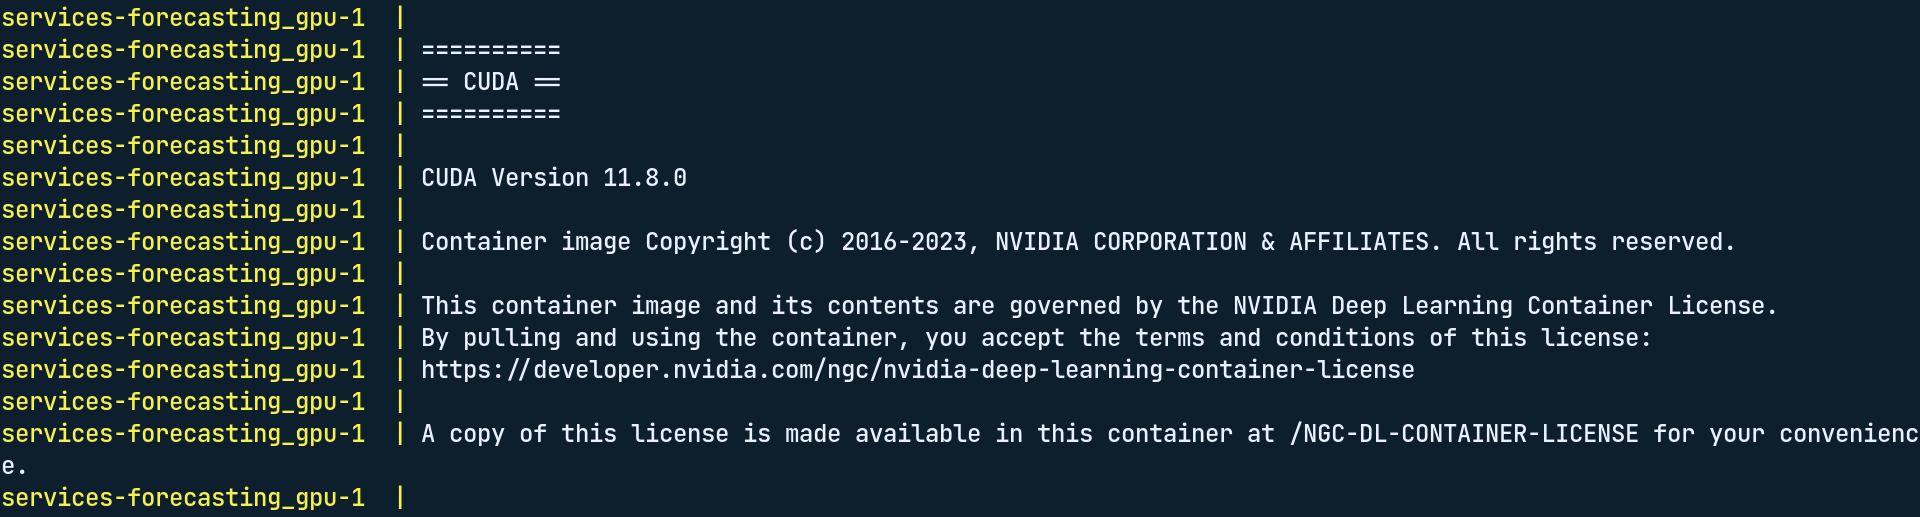 services-forecasting_gpu-1  |
services-forecasting_gpu-1  | ==========
services-forecasting_gpu-1  | == CUDA ==
services-forecasting_gpu-1  | ==========
services-forecasting_gpu-1  |
services-forecasting_gpu-1  | CUDA Version 11.8.0
services-forecasting_gpu-1  |
services-forecasting_gpu-1  | Container image Copyright (c) 2016-2023, NVIDIA CORPORATION & AFFILIATES. All rights reserved.
services-forecasting_gpu-1  |
services-forecasting_gpu-1  | This container image and its contents are governed by the NVIDIA Deep Learning Container License.
services-forecasting_gpu-1  | By pulling and using the container, you accept the terms and conditions of this license:
services-forecasting_gpu-1  | https://developer.nvidia.com/ngc/nvidia-deep-learning-container-license
services-forecasting_gpu-1  |
services-forecasting_gpu-1  | A copy of this license is made available in this container at /NGC-DL-CONTAINER-LICENSE for your convenienc
e.
services-forecasting_gpu-1  |